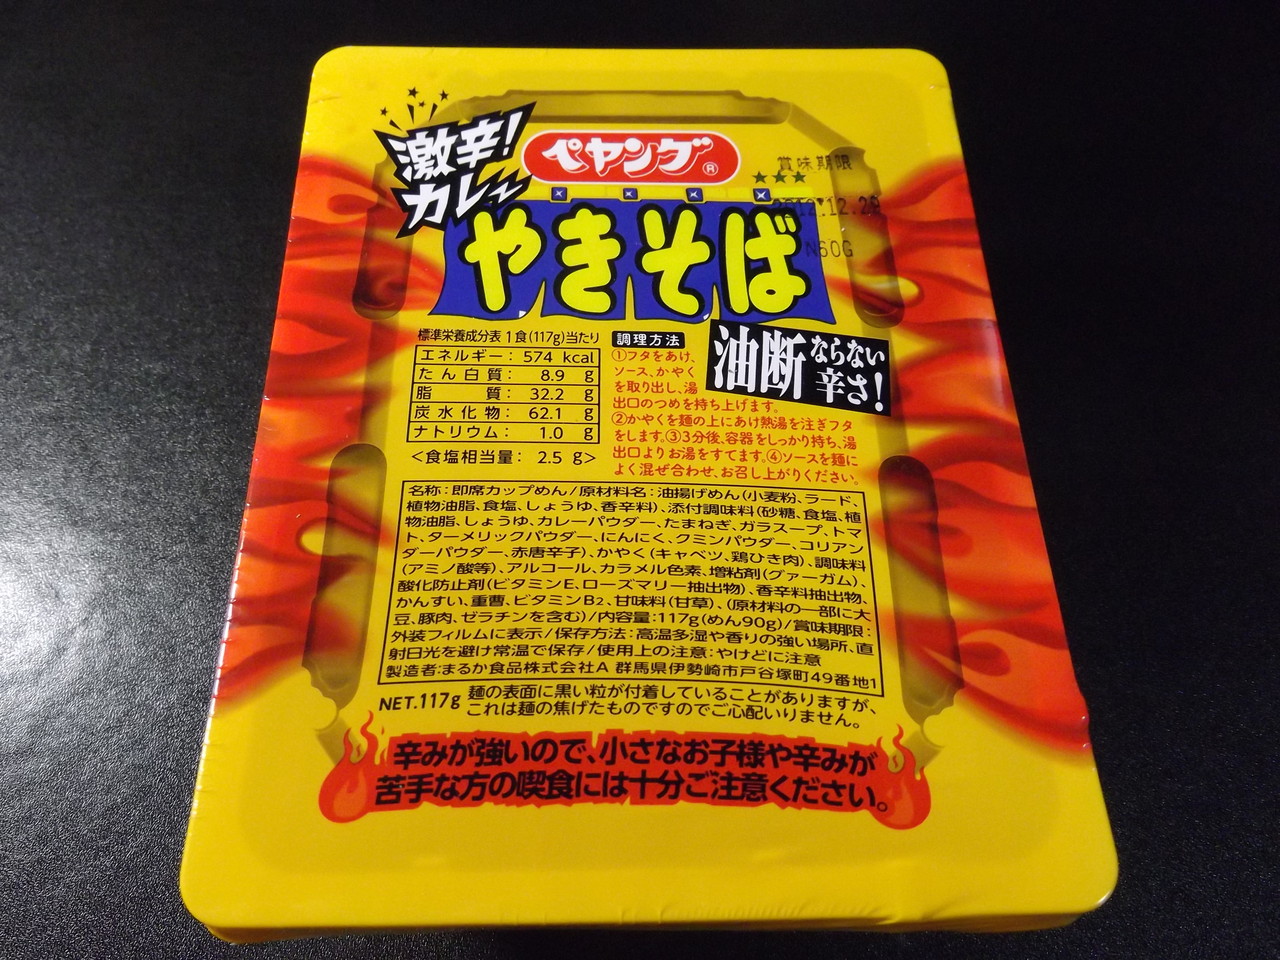 激辛!
カレー
ペヤング®
賞味期限
2012.12.29
N60G
やきそば
油断ならない辛さ!
標準栄養成分表 1食(117g)当たり
エネルギー: 574 kcal
たん白質: 8.9 g
脂質: 32.2 g
炭水化物: 62.1 g
ナトリウム: 1.0 g
<食塩相当量: 2.5 g>
調理方法
①フタをあけ、
ソース、かやく
を取り出し、湯
出口のつめを持ち上げます。
②かやくを麺の上にあけ熱湯を注ぎフタ
をします。③3分後、容器をしっかり持ち、湯
出口よりお湯をすてます。④ソースを麺に
よく混ぜ合わせ、お召し上がりください。
名称:即席カップめん/原材料名:油揚げめん(小麦粉、ラード、
植物油脂、食塩、しょうゆ、香辛料)、添付調味料(砂糖、食塩、植
物油脂、しょうゆ、カレーパウダー、たまねぎ、ガラスープ、トマ
ト、ターメリックパウダー、にんにく、クミンパウダー、コリアン
ダーパウダー、赤唐辛子)、かやく(キャベツ、鶏ひき肉)、調味料
(アミノ酸等)、アルコール、カラメル色素、増粘剤(グァーガム)、
酸化防止剤(ビタミンE、ローズマリー抽出物)、香辛料抽出物、
かんすい、重曹、ビタミンB2、甘味料(甘草)、(原材料の一部に大
豆、豚肉、ゼラチンを含む)/内容量:117g(めん90g)/賞味期限:
外装フィルムに表示/保存方法:高温多湿や香りの強い場所、直
射日光を避け常温で保存/使用上の注意:やけどに注意
製造者:まるか食品株式会社A 群馬県伊勢崎市戸谷塚町49番地1
NET.117g
麺の表面に黒い粒が付着していることがありますが、
これは麺の焦げたものですのでご心配いりません。
辛みが強いので、小さなお子様や辛みが
苦手な方の喫食には十分ご注意ください。